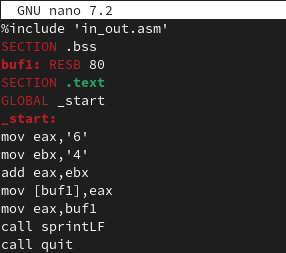 GNU nano 7.2
%include 'in_out.asm'
SECTION .bss
buf1: RESB 80
SECTION .text
GLOBAL _start
_start:
mov eax,'6'
mov ebx,'4'
add eax,ebx
mov [buf1],eax
mov eax,buf1
call sprintLF
call quit